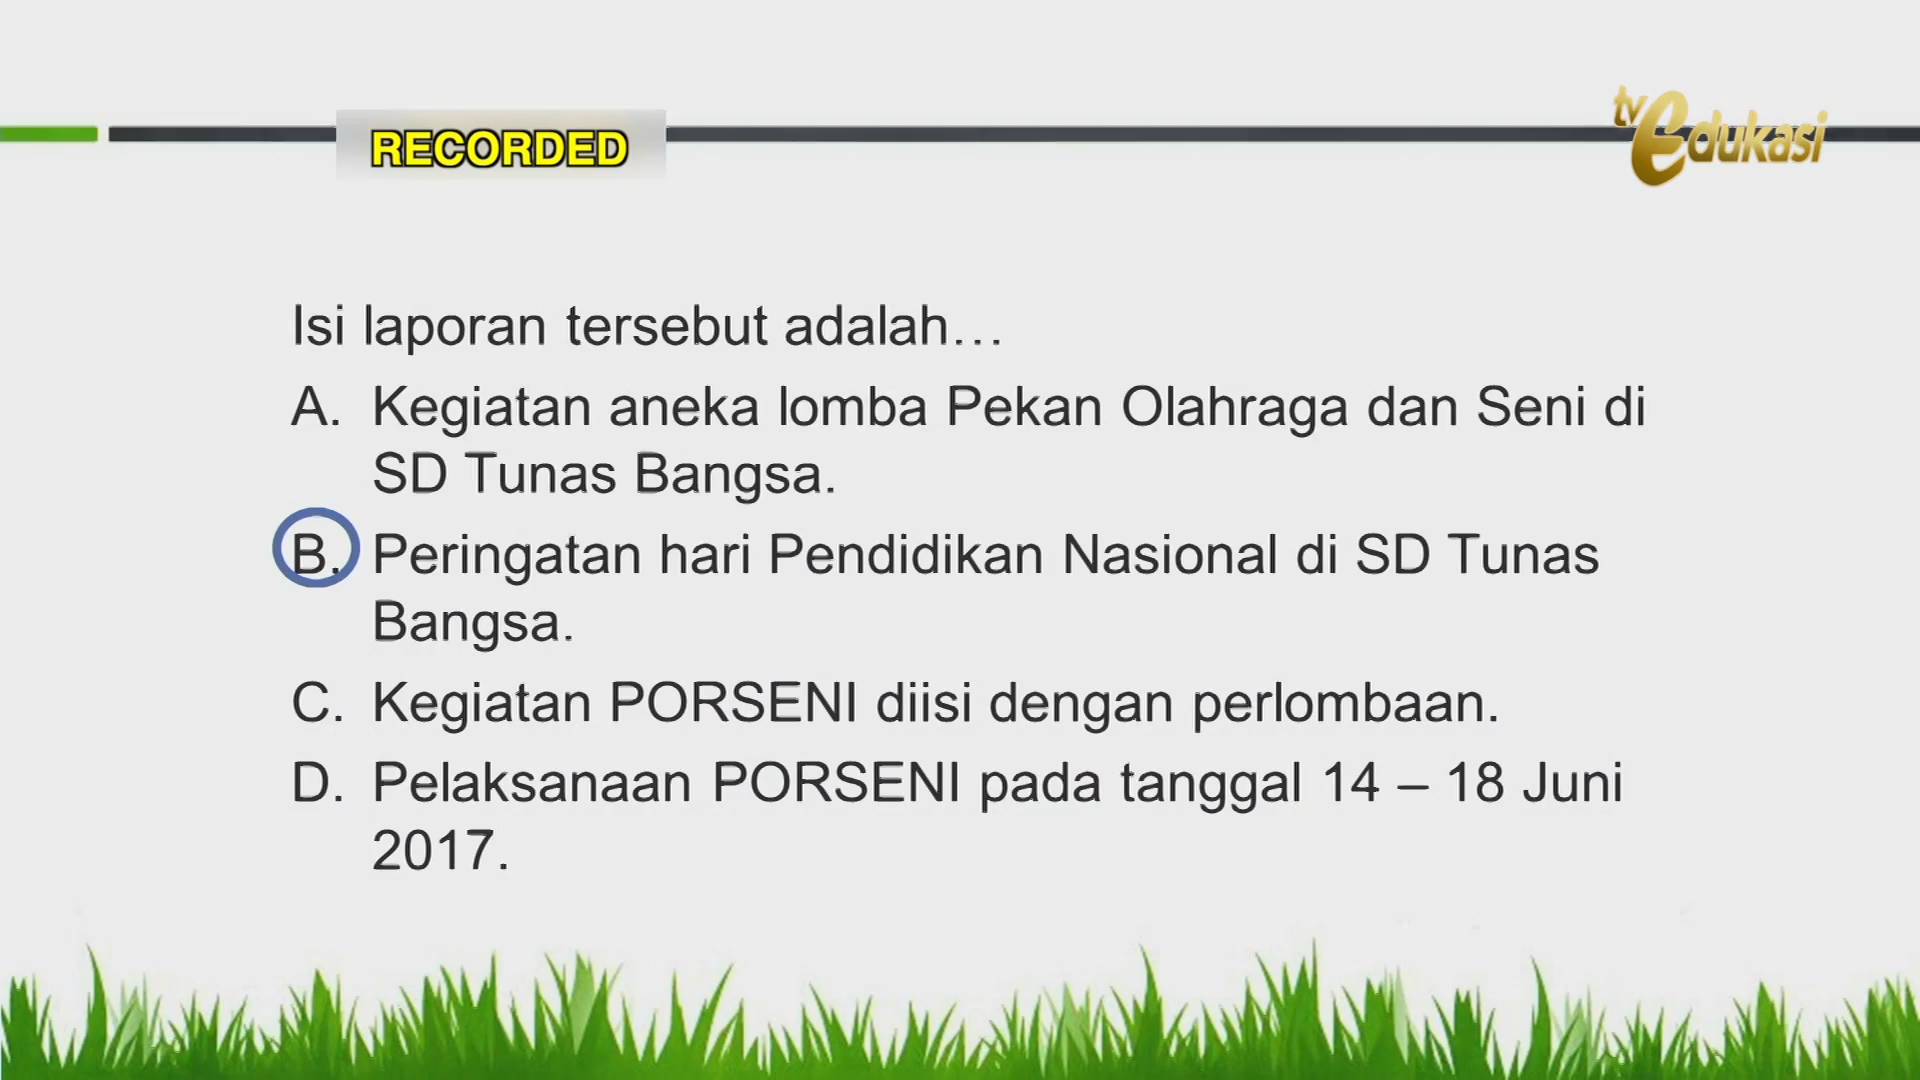 RECORDED
tv Edukasi
Isi laporan tersebut adalah…
A. Kegiatan aneka lomba Pekan Olahraga dan Seni di
SD Tunas Bangsa.
B. Peringatan hari Pendidikan Nasional di SD Tunas
Bangsa.
C. Kegiatan PORSENI diisi dengan perlombaan.
D. Pelaksanaan PORSENI pada tanggal 14 – 18 Juni
2017.